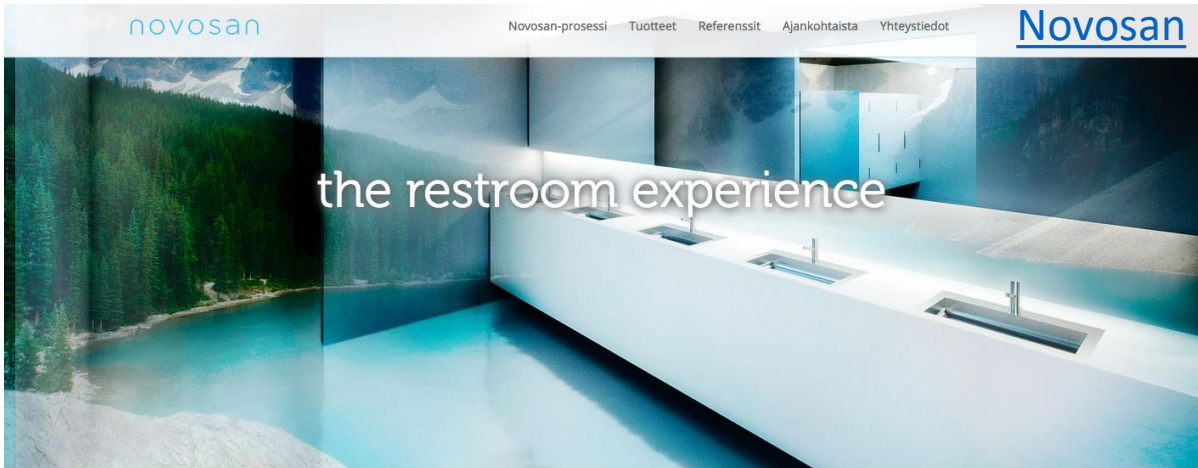 novosan
Novosan-prosessi Tuotteet Referenssit Ajankohtaista Yhteystiedot
Novosan
the restroom experience